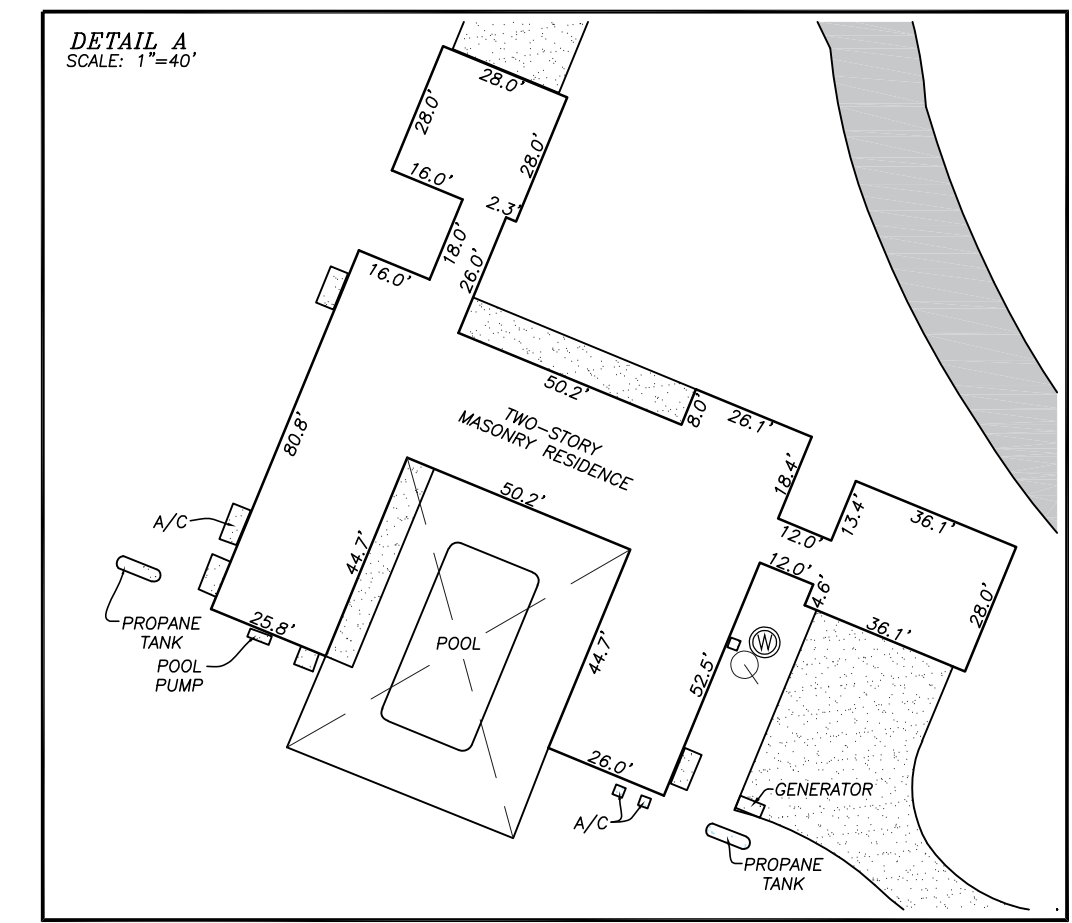 DETAIL A
SCALE: 1"=40'
28.0'
28.0'
28.0'
16.0'
2.3'
18.0'
26.0'
16.0'
50.2'
8.0'
26.1'
TWO-STORY
MASONRY RESIDENCE
80.8'
18.4'
13.4'
36.1'
12.0'
12.0'
4.6'
28.0'
36.1'
50.2'
A/C
44.7'
PROPANE
TANK
25.8'
POOL
PUMP
POOL
44.7'
52.5'
W
26.0'
GENERATOR
A/C
PROPANE
TANK